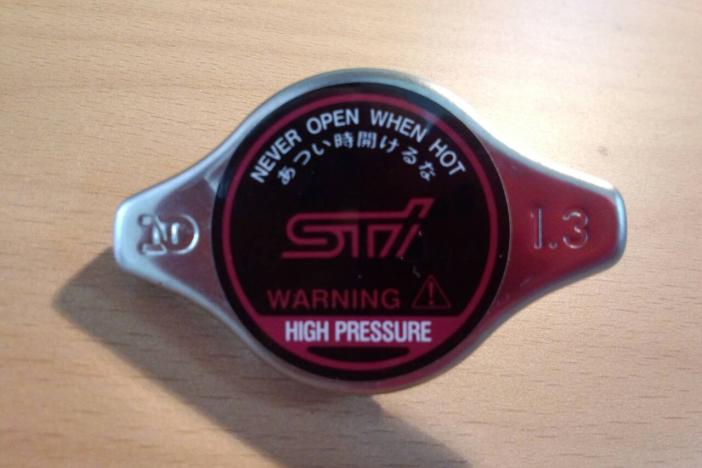 NEVER OPEN WHEN HOT
あつい時開けるな
STi
1.3
WARNING
HIGH PRESSURE